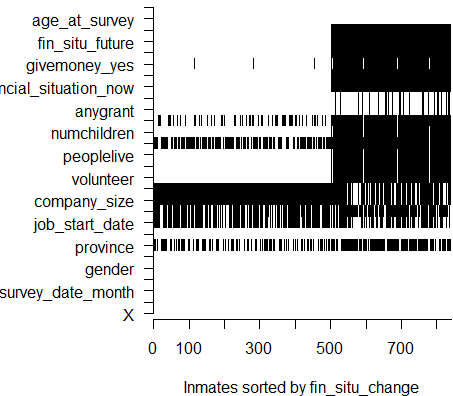 age_at_survey
fin_situ_future
givemoney_yes
ncial_situation_now
anygrant
numchildren
peoplelive
volunteer
company_size
job_start_date
province
gender
survey_date_month
X
0 100 300 500 700
Inmates sorted by fin_situ_change